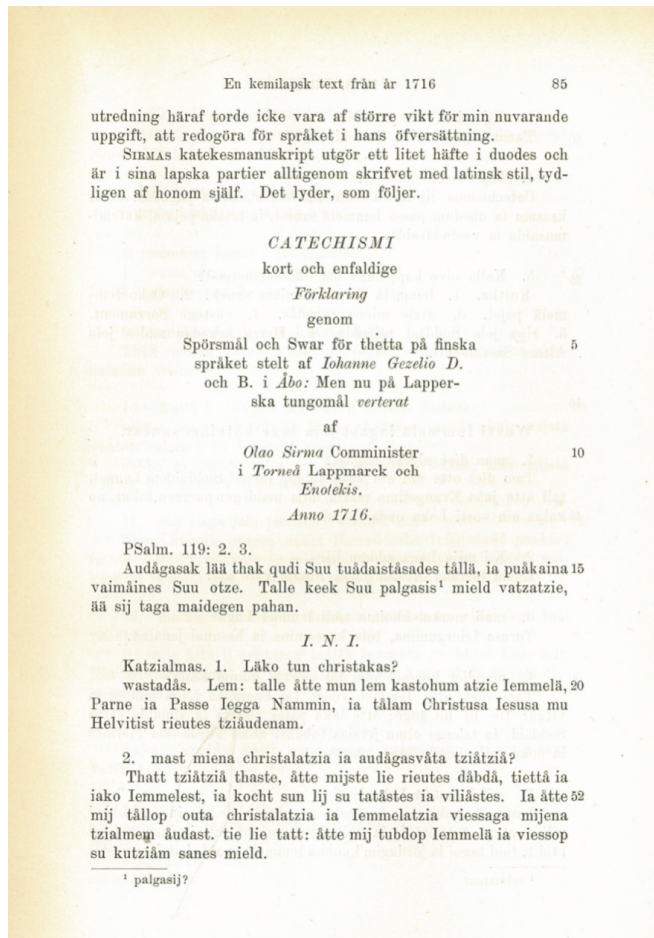 En kemilapsk text från år 1716 85
utredning häraf torde icke vara af större vikt för min nuvarande
uppgift, att redogöra för språket i hans öfversättning.
SIRMAS katekesmanuskript utgör ett litet häfte i duodes och
är i sina lapska partier alltigenom skrifvet med latinsk stil, tyd-
ligen af honom själf. Det lyder, som följer.
CATECHISMI
kort och enfaldige
Förklaring
genom
Spörsmål och Swar för thetta på finska 5
språket stelt af Iohanne Gezelio D.
och B. i Åbo: Men nu på Lapper-
ska tungomål verterat
af
Olao Sirma Comminister 10
i Torneå Lappmarck och
Enotekis.
Anno 1716.
PSalm. 119: 2. 3.
Audågasak lää thak qudi Suu tuådaiståsades tållä, ia puåkaina 15
vaimåines Suu otze. Talle keek Suu palgasis¹ mield vatzatzie,
ää sij taga maidegen pahan.
I. N. I.
Katzialmas. 1. Läko tun christakas?
wastadås. Lem: talle åtte mun lem kastohum atzie Iemmelä, 20
Parne ia Passe Iegga Nammin, ia tålam Christusa Iesusa mu
Helvitist rieutes tziåudenam.
2. mast miena christalatzia ia audågasvåta tziåtziå?
Thatt tziåtziå thaste, åtte mijste lie rieutes dåbdå, tiettå ia
iako Iemmelest, ia kocht sun lij su tatåstes ia viliåstes. Ia åtte 52
mij tållop outa christalatzia ia Iemmelatzia viessaga mijena
tzialmem åudast. tie lie tatt: åtte mij tubdop Iemmelä ia viessop
su kutziåm sanes mield.
¹ palgasij?